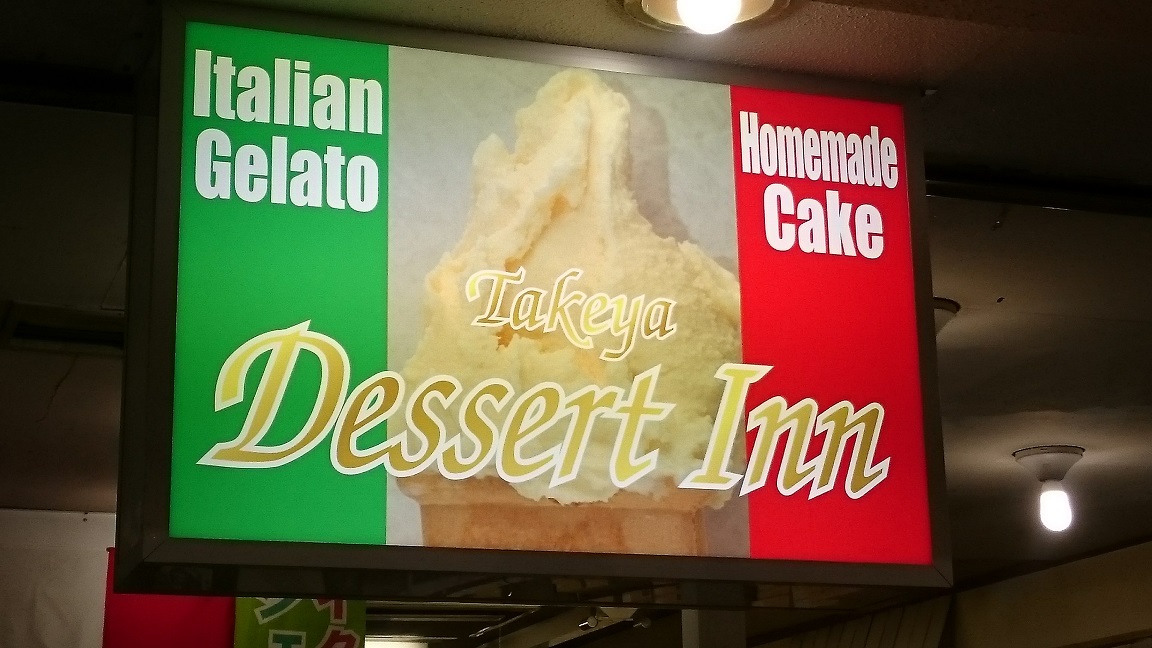 Italian
Gelato
Homemade
Cake
Takeya
Dessert Inn